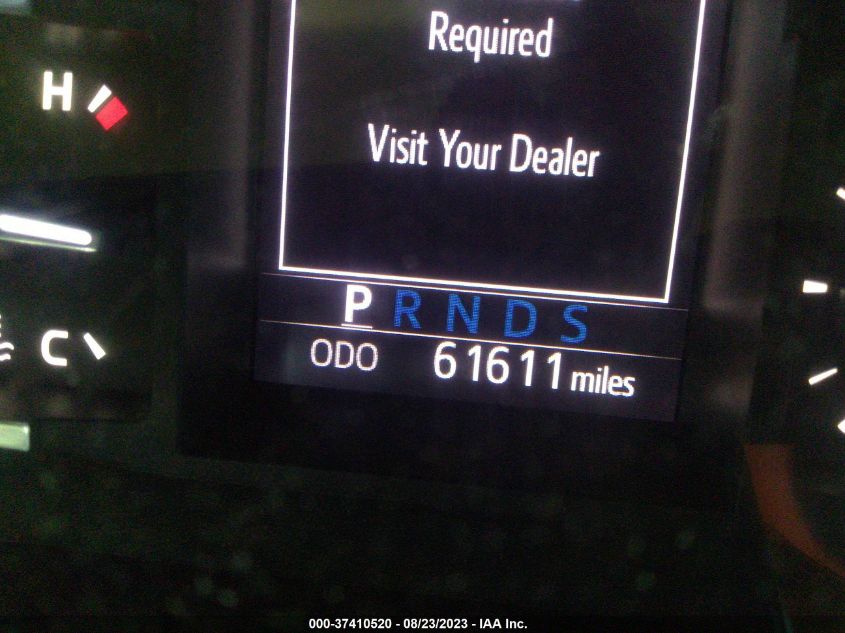 Required
Visit Your Dealer
H
P R N D S
C
ODO 61611 miles
000-37410520 - 08/23/2023 - IAA Inc.